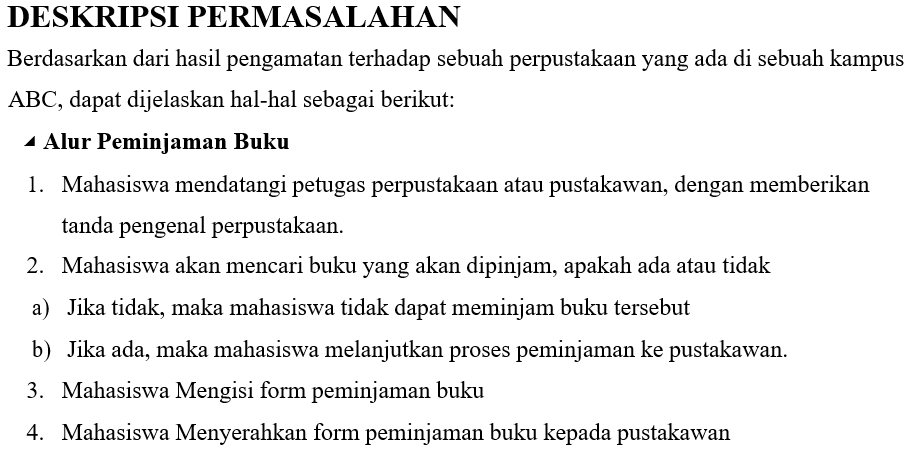 DESKRIPSI PERMASALAHAN
Berdasarkan dari hasil pengamatan terhadap sebuah perpustakaan yang ada di sebuah kampus
ABC, dapat dijelaskan hal-hal sebagai berikut:
Alur Peminjaman Buku
1. Mahasiswa mendatangi petugas perpustakaan atau pustakawan, dengan memberikan
tanda pengenal perpustakaan.
2. Mahasiswa akan mencari buku yang akan dipinjam, apakah ada atau tidak
a) Jika tidak, maka mahasiswa tidak dapat meminjam buku tersebut
b) Jika ada, maka mahasiswa melanjutkan proses peminjaman ke pustakawan.
3. Mahasiswa Mengisi form peminjaman buku
4. Mahasiswa Menyerahkan form peminjaman buku kepada pustakawan